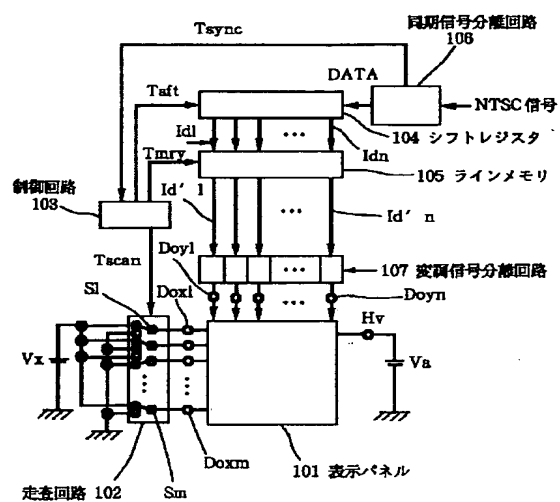 Tsync
同期信号分離回路
106
DATA
Tsft
NTSC信号
Idl
Idn
104 シフトレジスタ
Tmry
105 ラインメモリ
制御回路
103
Id' l
Id' n
Tscan
Doyl
107 変調信号分離回路
Sl
Doxl
Doyn
Hv
Vx
Va
Doxm
101 表示パネル
走査回路 102
Sm